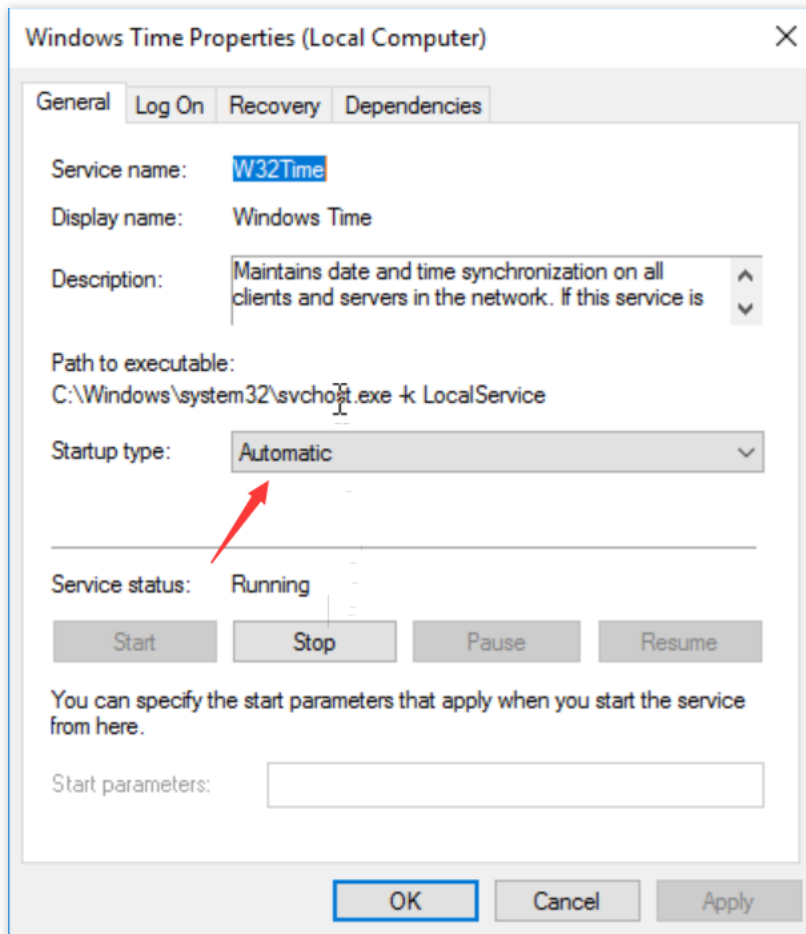 Windows Time Properties (Local Computer)
General Log On Recovery Dependencies
Service name: W32Time
Display name: Windows Time
Description: Maintains date and time synchronization on all
clients and servers in the network. If this service is
Path to executable:
C:\Windows\system32\svchost.exe -k LocalService
Startup type: Automatic
Service status: Running
Start Stop Pause Resume
You can specify the start parameters that apply when you start the service
from here.
Start parameters:
OK Cancel Apply